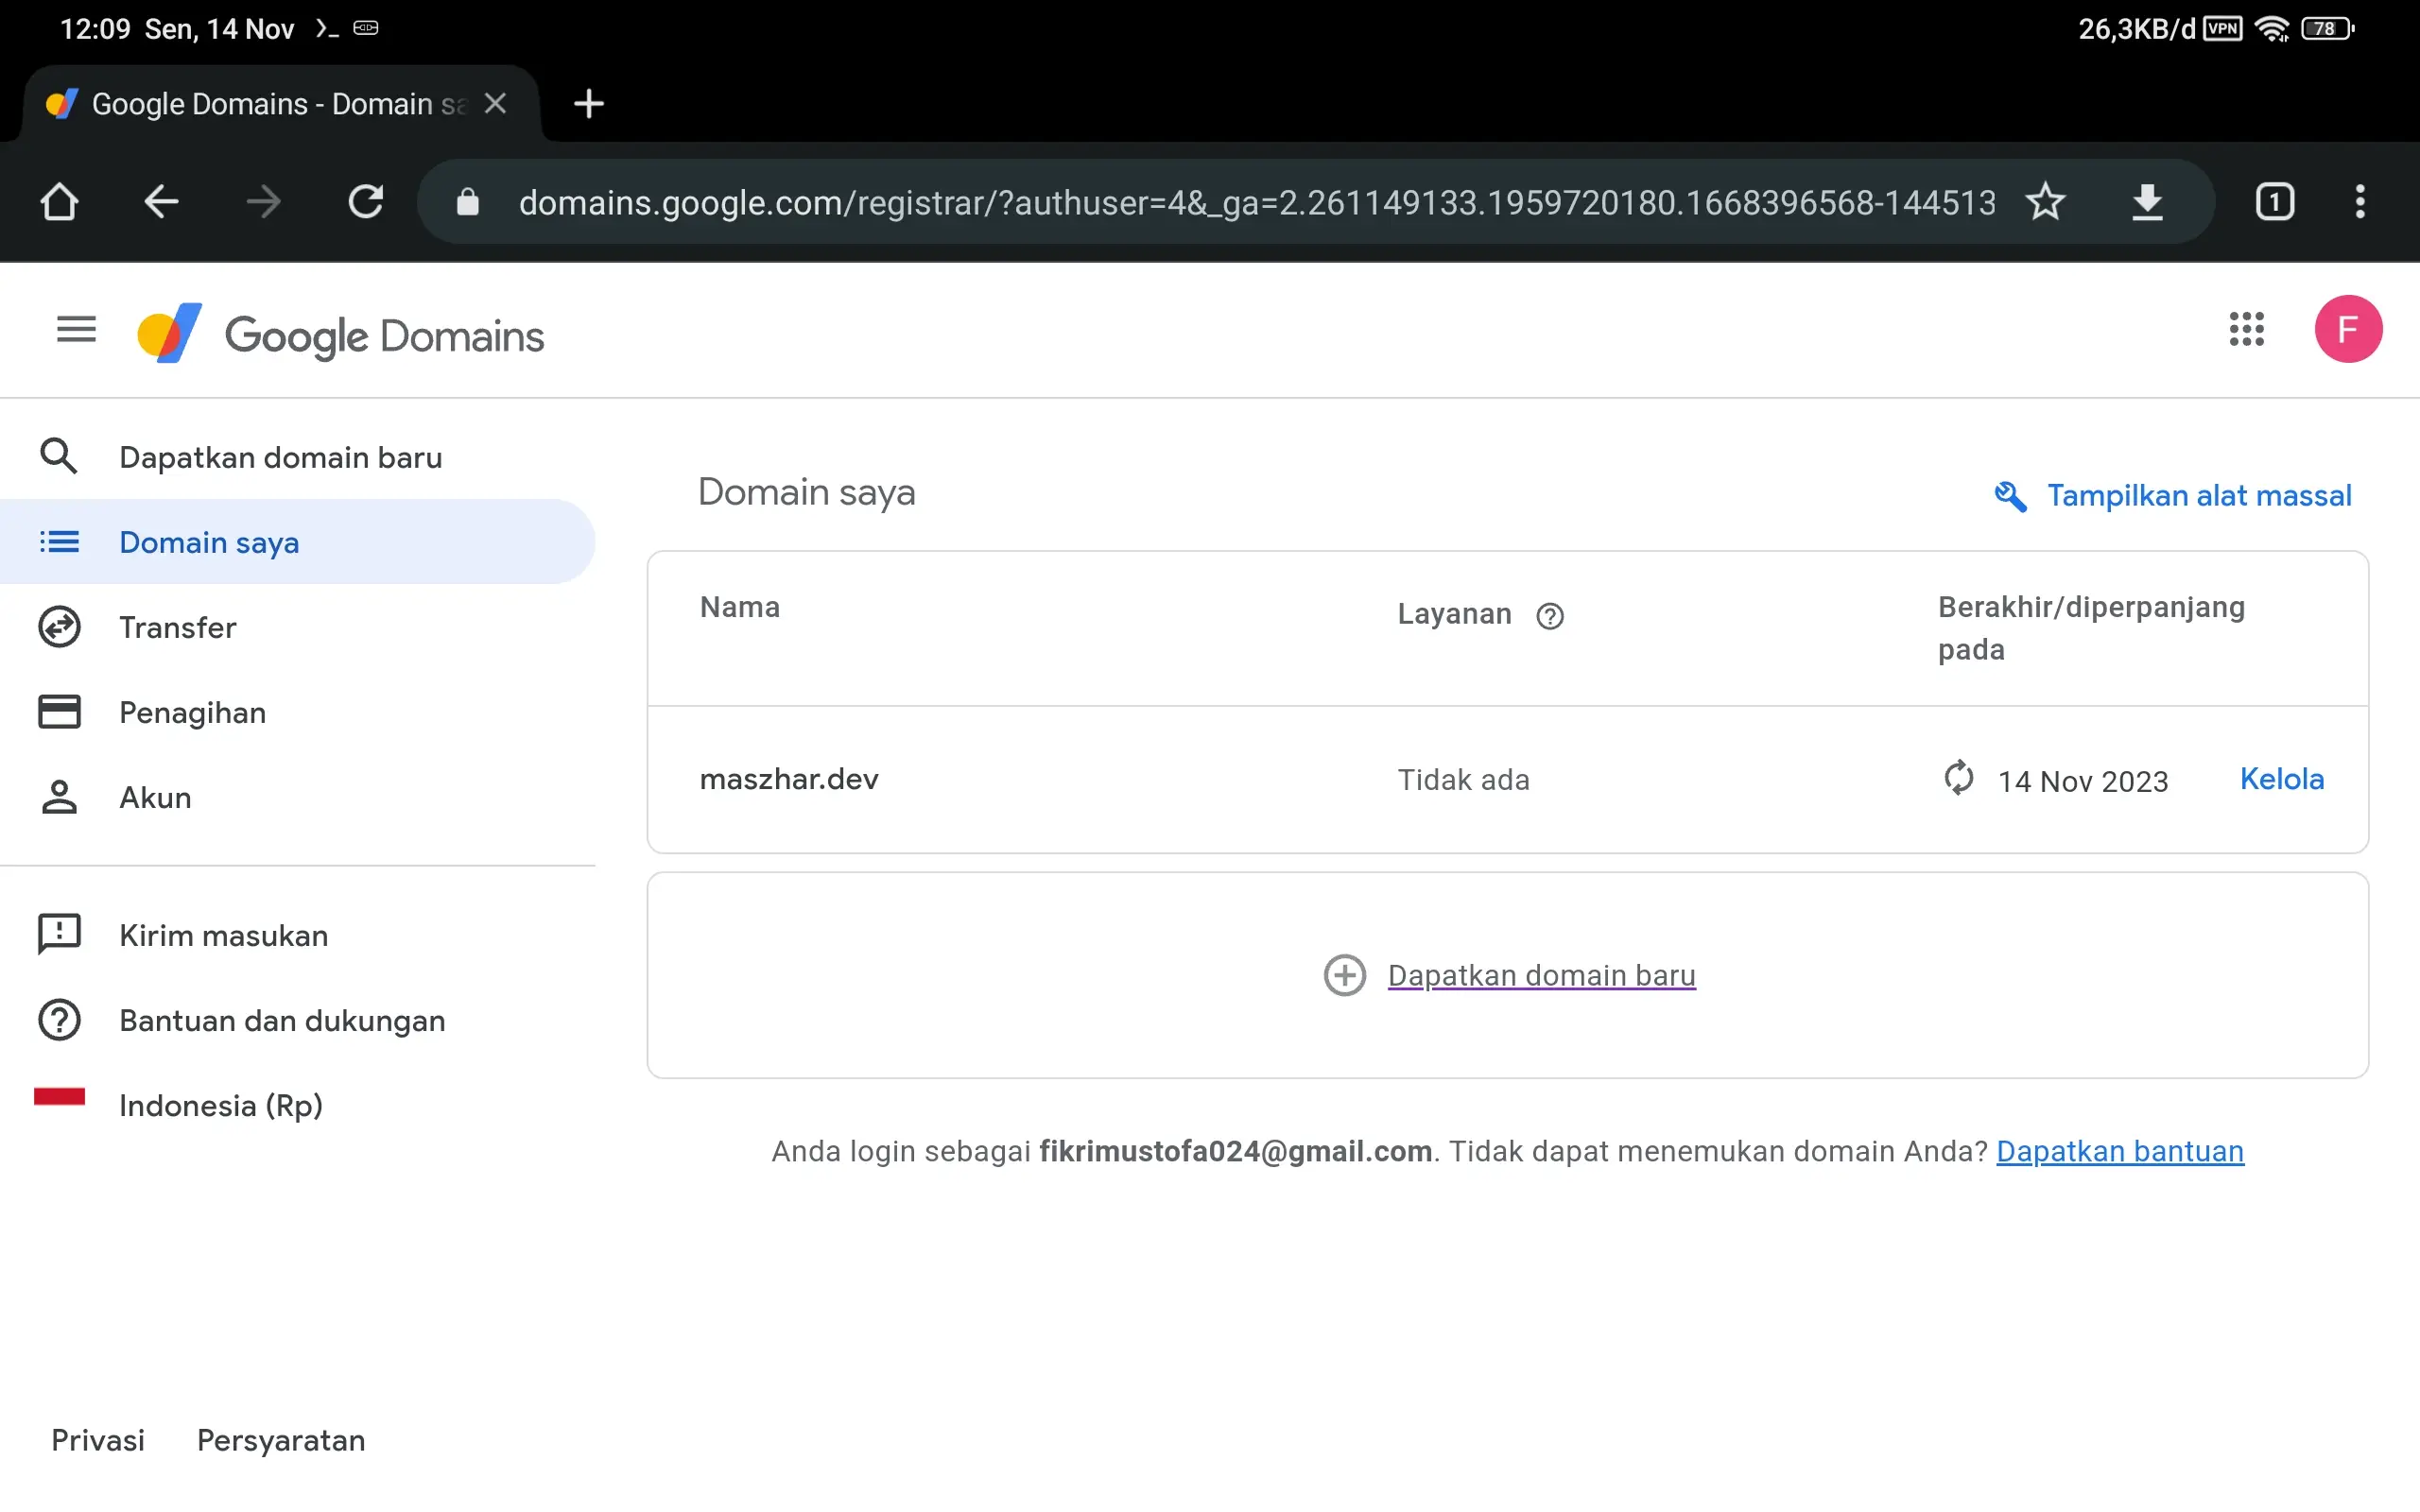 12:09 Sen, 14 Nov
26,3KB/d VPN 78
Google Domains - Domain sa
domains.google.com/registrar/?authuser=4&_ga=2.261149133.1959720180.1668396568-144513
1
Google Domains
F
Dapatkan domain baru
Domain saya
Transfer
Penagihan
Akun
Kirim masukan
Bantuan dan dukungan
Indonesia (Rp)
Domain saya
Tampilkan alat massal
Nama
Layanan
Berakhir/diperpanjang
pada
maszhar.dev
Tidak ada
14 Nov 2023
Kelola
Dapatkan domain baru
Anda login sebagai fikrimustofa024@gmail.com. Tidak dapat menemukan domain Anda? Dapatkan bantuan
Privasi
Persyaratan